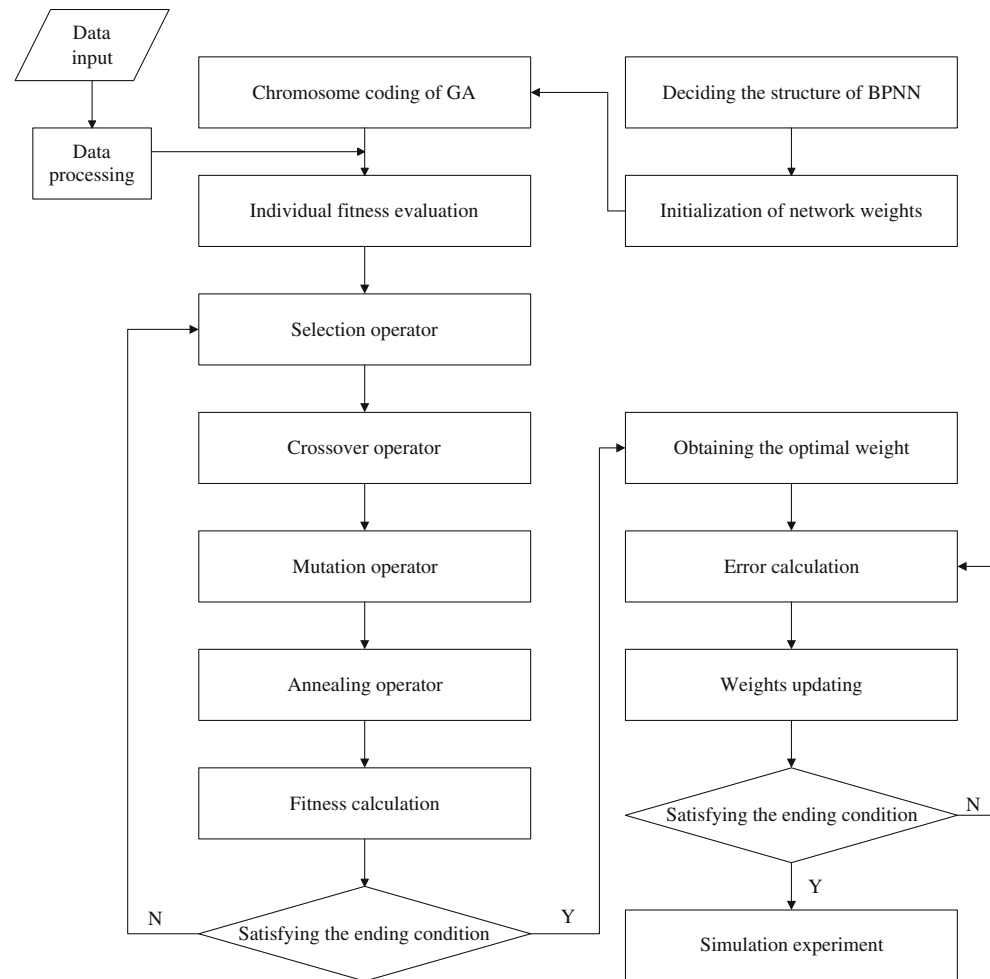 Data
input
Data
processing
Chromosome coding of GA
Deciding the structure of BPNN
Individual fitness evaluation
Initialization of network weights
Selection operator
Crossover operator
Obtaining the optimal weight
Mutation operator
Error calculation
Annealing operator
Weights updating
Fitness calculation
Satisfying the ending condition
N
Y
N
Satisfying the ending condition
Y
Simulation experiment